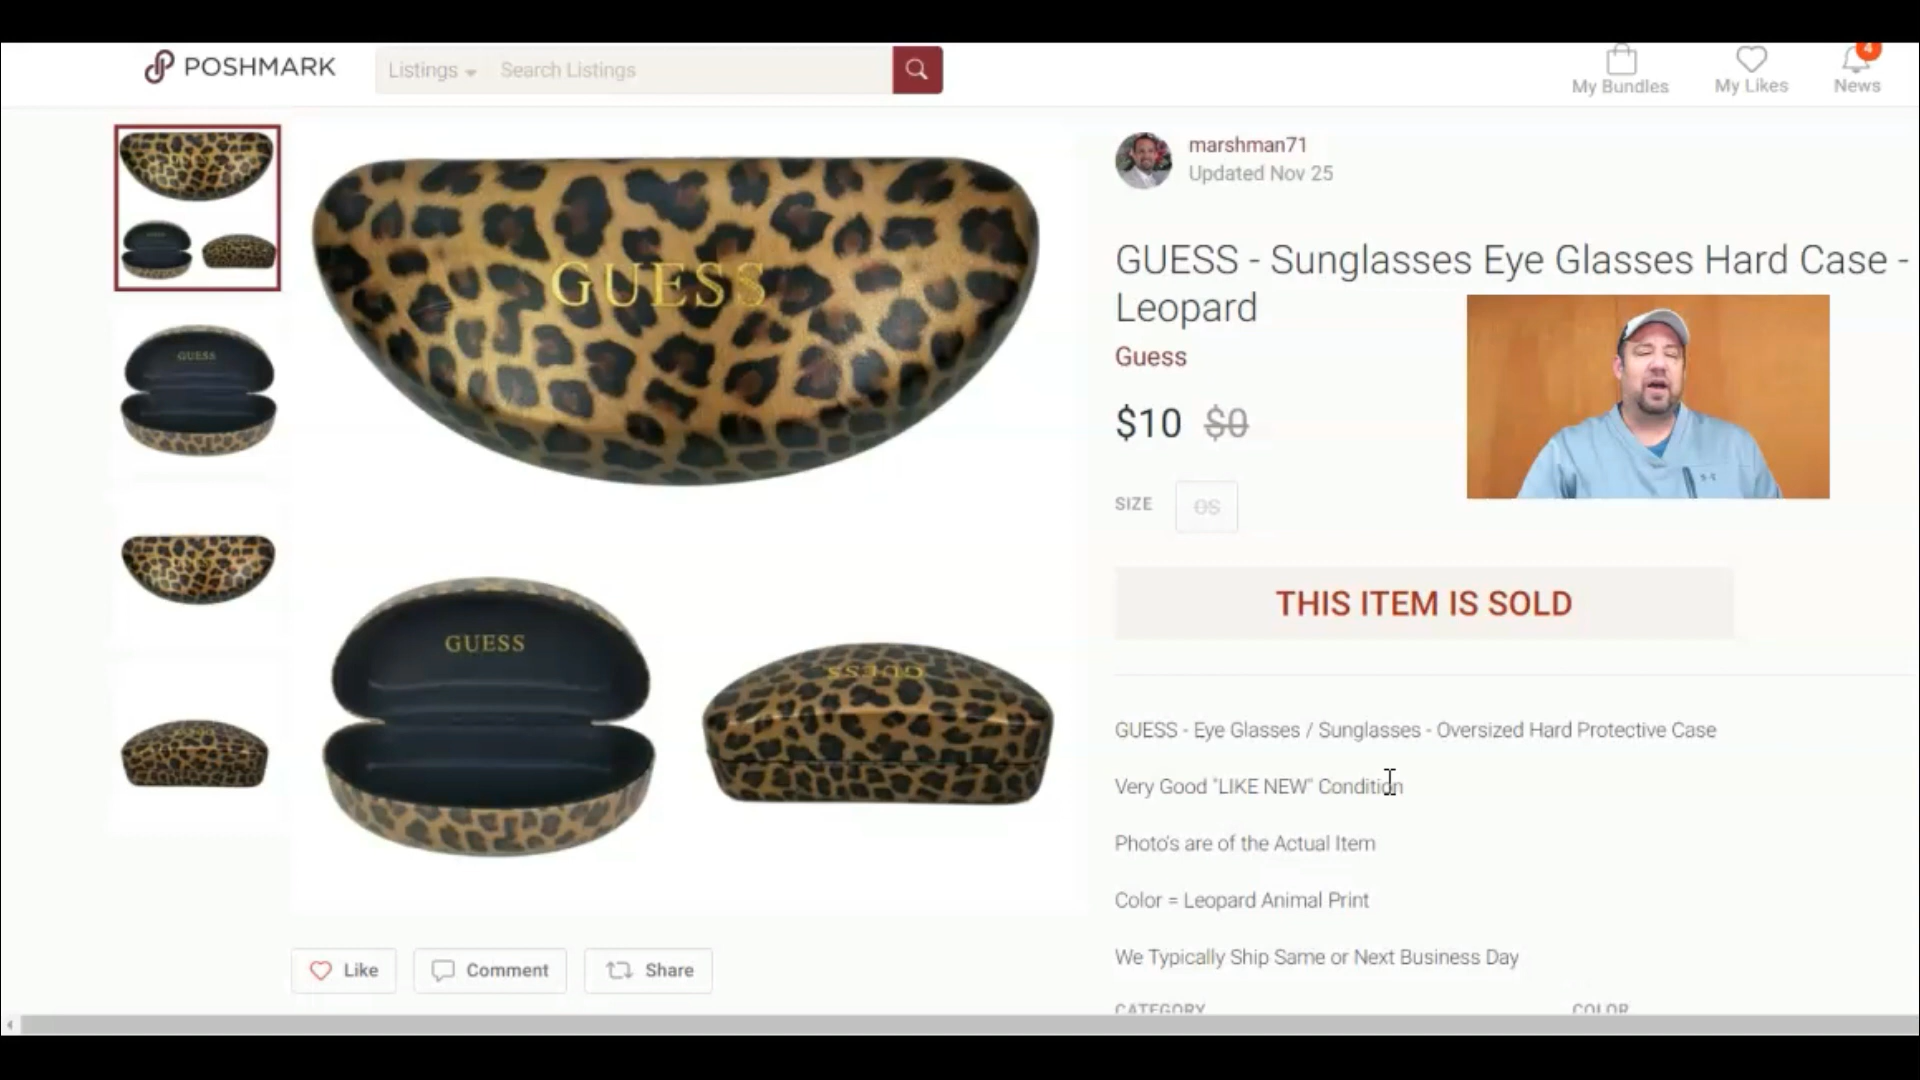 POSHMARK
Listings
Search Listings
My Bundles
My Likes
4
News
marshman71
Updated Nov 25
GUESS - Sunglasses Eye Glasses Hard Case -
Leopard
Guess
$10 $0
SIZE
OS
THIS ITEM IS SOLD
GUESS - Eye Glasses / Sunglasses - Oversized Hard Protective Case
Very Good "LIKE NEW" Condition
Photo's are of the Actual Item
Color = Leopard Animal Print
We Typically Ship Same or Next Business Day
CATEGORY
COLOR
GUESS
GUESS
GUESS
GUESS
Like
Comment
Share